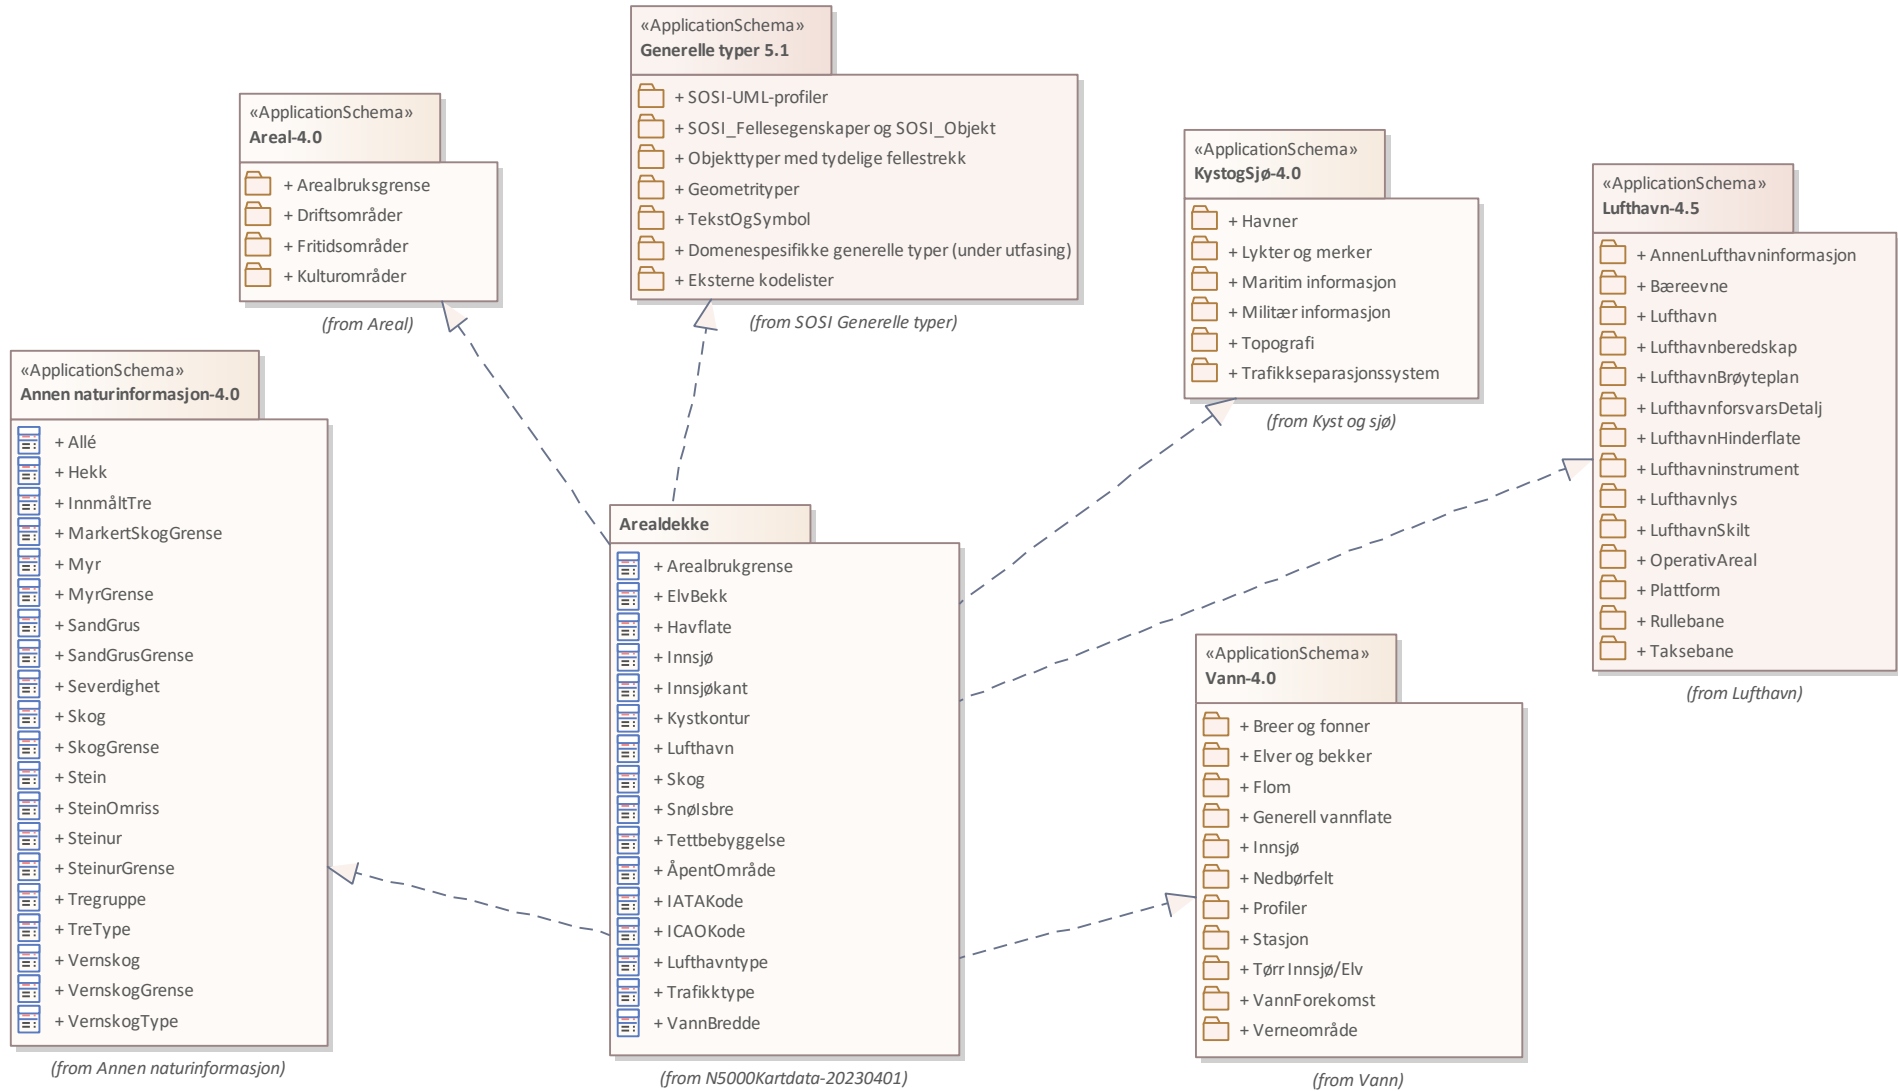 «ApplicationSchema»
Generelle typer 5.1
+ SOSI-UML-profiler
+ SOSI_Fellesegenskaper og SOSI_Objekt
+ Objekttyper med tydelige fellestrekk
+ Geometrityper
+ TekstOgSymbol
+ Domenespesifikke generelle typer (under utfasing)
+ Eksterne kodelister
(from SOSI Generelle typer)
«ApplicationSchema»
Areal-4.0
+ Arealbruksgrense
+ Driftsområder
+ Fritidsområder
+ Kulturområder
(from Areal)
«ApplicationSchema»
KystogSjø-4.0
+ Havner
+ Lykter og merker
+ Maritim informasjon
+ Militær informasjon
+ Topografi
+ Trafikkseparasjonssystem
(from Kyst og sjø)
«ApplicationSchema»
Lufthavn-4.5
+ AnnenLufthavninformasjon
+ Bæreevne
+ Lufthavn
+ Lufthavnberedskap
+ LufthavnBrøyteplan
+ LufthavnforsvarsDetalj
+ LufthavnHinderflate
+ Lufthavninstrument
+ Lufthavnlys
+ LufthavnSkilt
+ OperativAreal
+ Plattform
+ Rullebane
+ Taksebane
(from Lufthavn)
«ApplicationSchema»
Annen naturinformasjon-4.0
+ Allé
+ Hekk
+ InnmåltTre
+ MarkertSkogGrense
+ Myr
+ MyrGrense
+ SandGrus
+ SandGrusGrense
+ Severdighet
+ Skog
+ SkogGrense
+ Stein
+ SteinOmriss
+ Steinur
+ SteinurGrense
+ Tregruppe
+ TreType
+ Vernskog
+ VernskogGrense
+ VernskogType
(from Annen naturinformasjon)
Arealdekke
+ Arealbrukgrense
+ ElvBekk
+ Havflate
+ Innsjø
+ Innsjøkant
+ Kystkontur
+ Lufthavn
+ Skog
+ SnøIsbre
+ Tettbebyggelse
+ ÅpentOmråde
+ IATAKode
+ ICAOKode
+ Lufthavntype
+ Trafikktype
+ VannBredde
(from N5000Kartdata-20230401)
«ApplicationSchema»
Vann-4.0
+ Breer og fonner
+ Elver og bekker
+ Flom
+ Generell vannflate
+ Innsjø
+ Nedbørfelt
+ Profiler
+ Stasjon
+ Tørr Innsjø/Elv
+ VannForekomst
+ Verneområde
(from Vann)